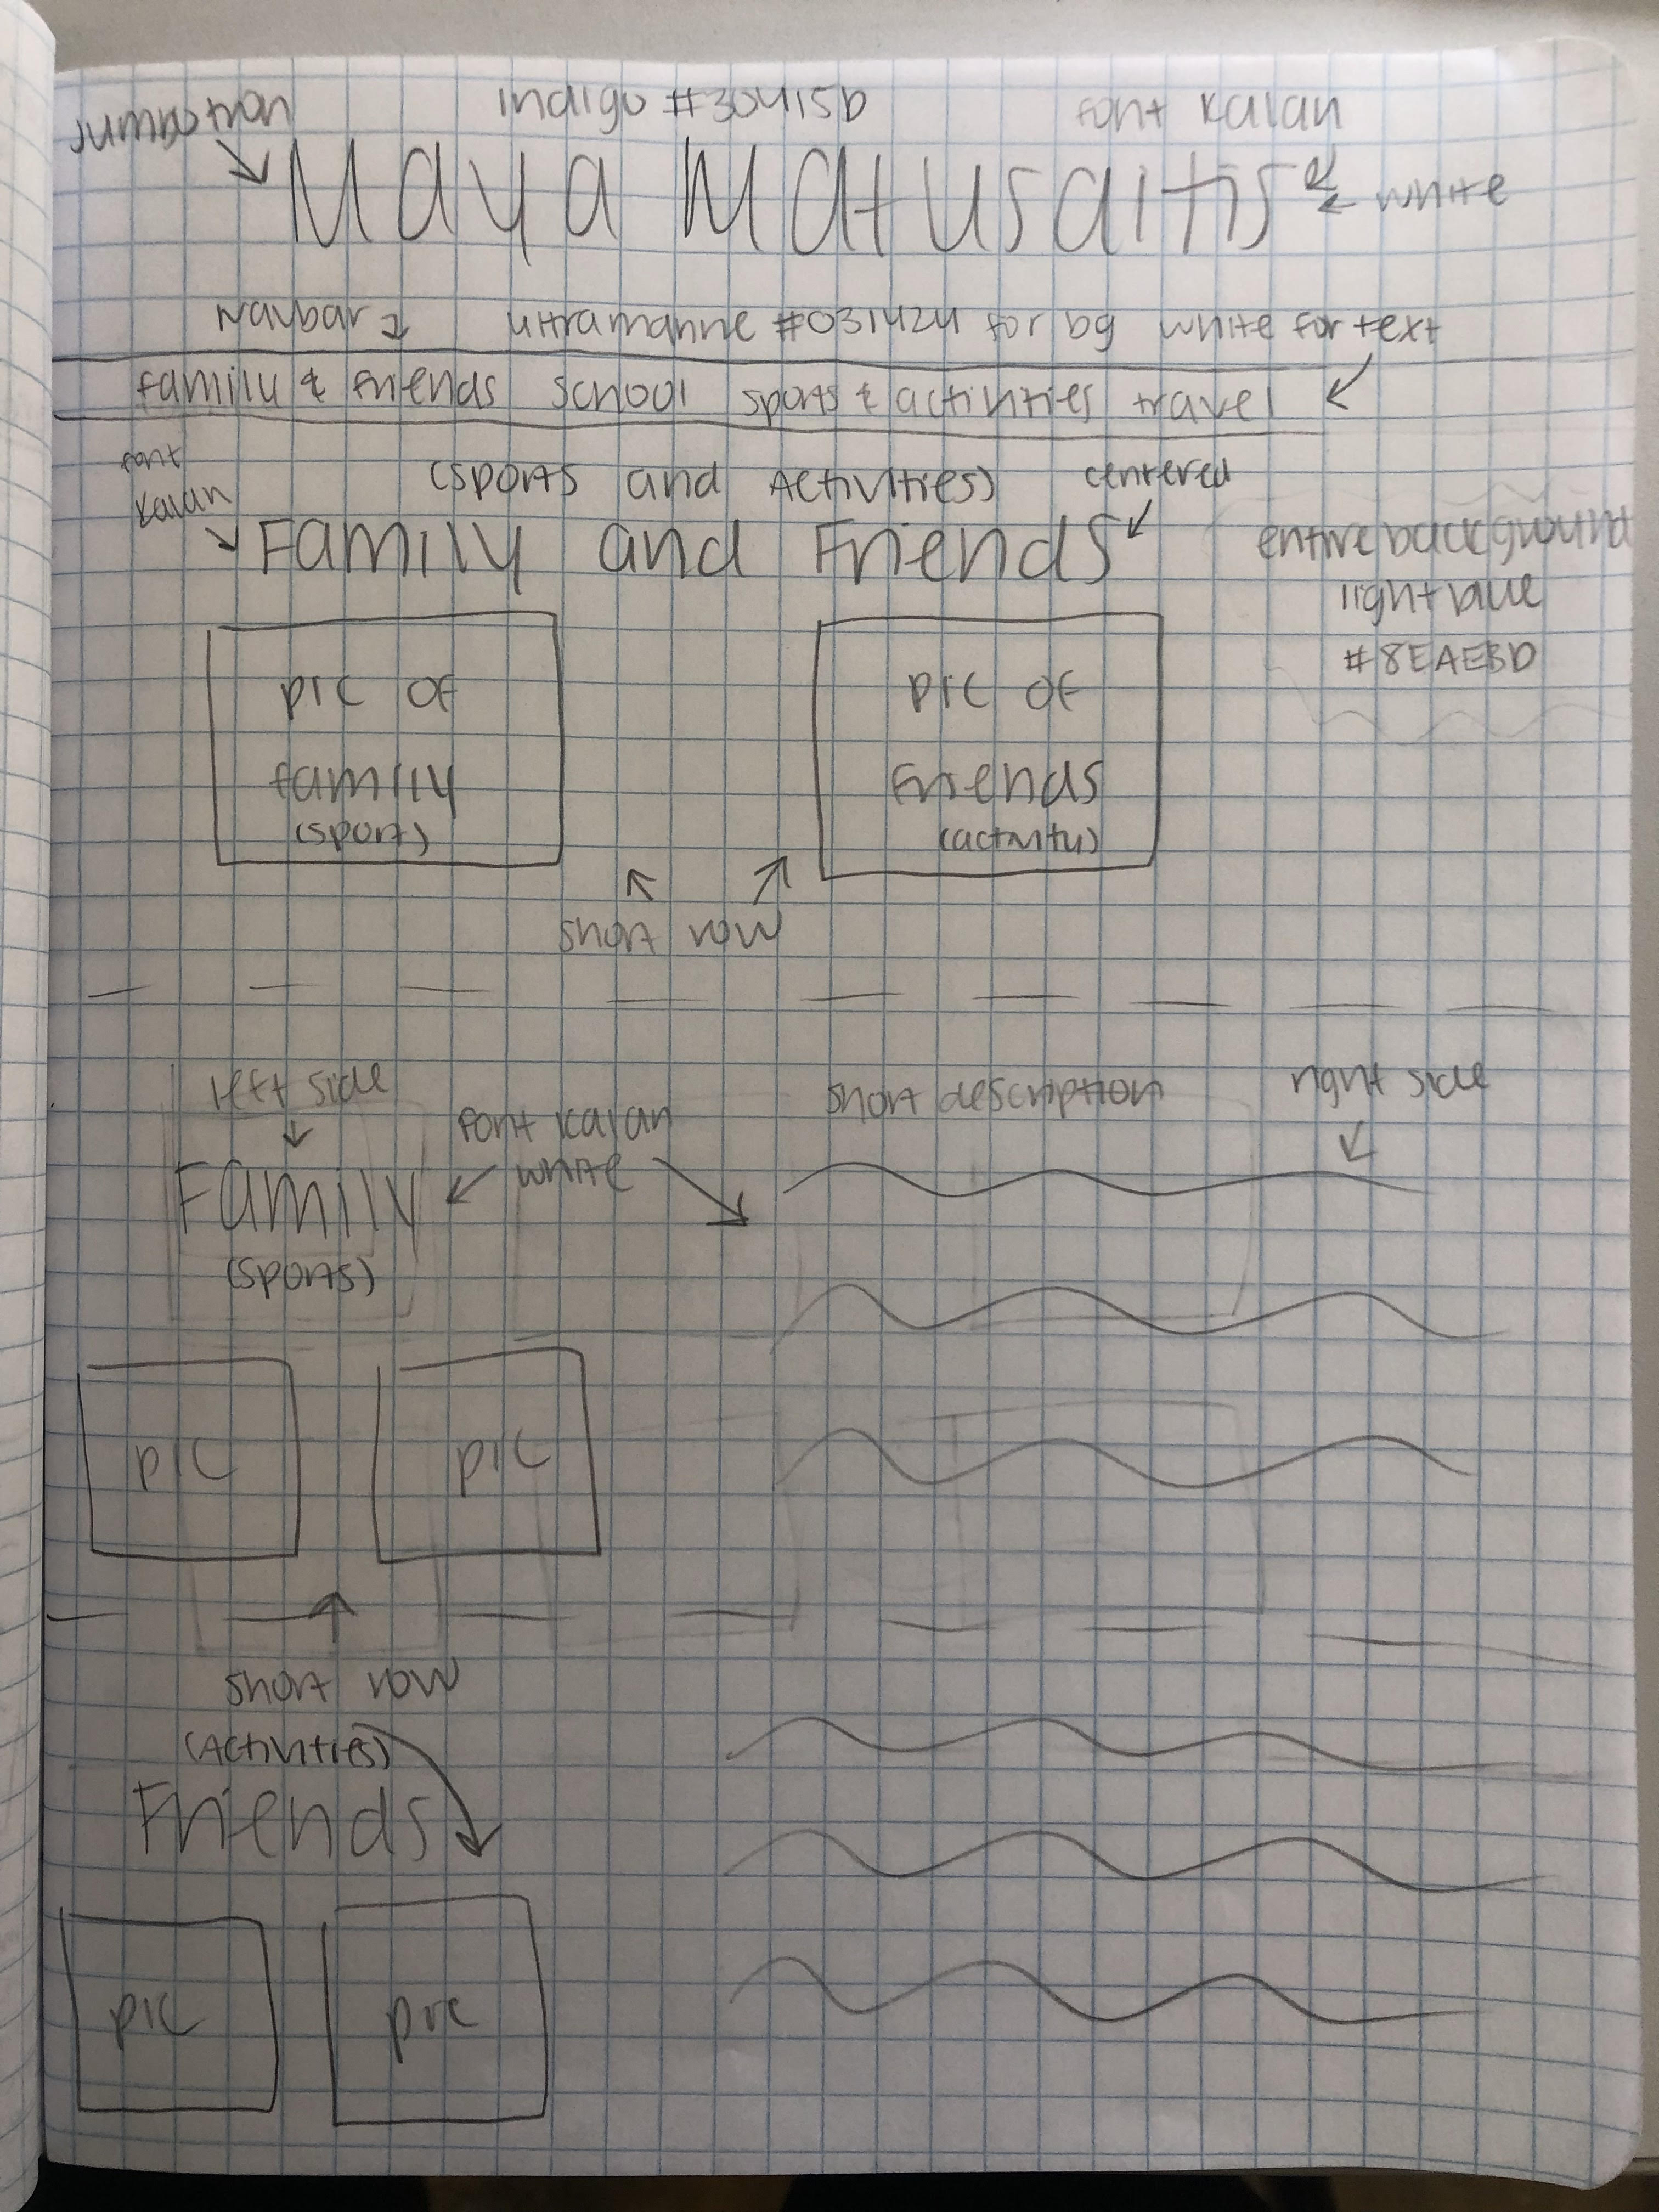 Jumbotron indigo #30415D font Kalan
Maya Matusaitis white
Navbar ultramarine #031424 for bg white for text
family & friends school sports & activities travel
font (sports and Activities) centered
Kalan
Family and Friends entire background
light blue
#8EAEBD
pic of pic of
family Friends
(sport) (activity)
short row
left side short description right side
font Kalan
white
Family
(sports)
pic pic
short row
(Activities)
Friends
pic pic